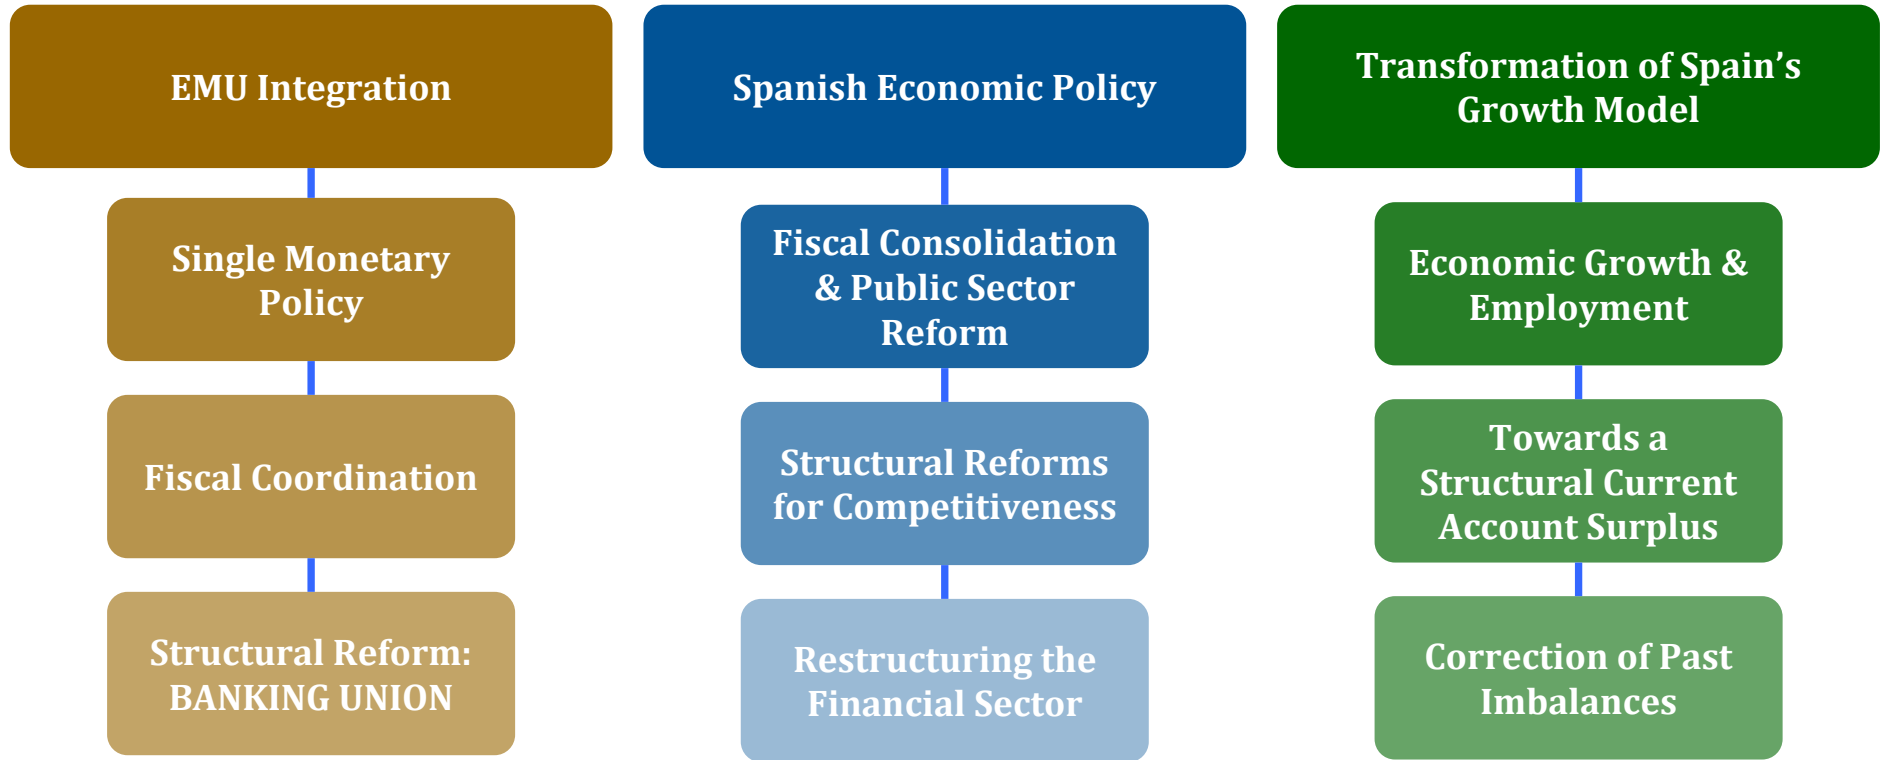 EMU Integration
Single Monetary
Policy
Fiscal Coordination
Structural Reform:
BANKING UNION
Spanish Economic Policy
Fiscal Consolidation
& Public Sector
Reform
Structural Reforms
for Competitiveness
Restructuring the
Financial Sector
Transformation of Spain’s
Growth Model
Economic Growth &
Employment
Towards a
Structural Current
Account Surplus
Correction of Past
Imbalances